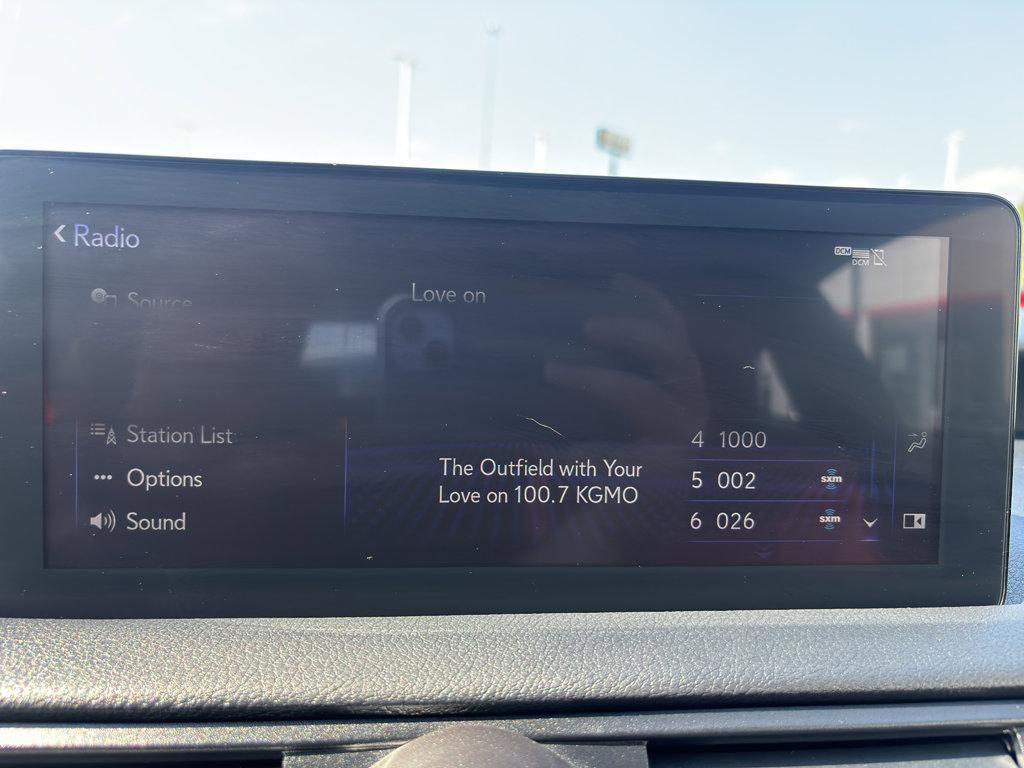 Radio
DCM
DCM
Source
Love on
Station List
Options
Sound
The Outfield with Your
Love on 100.7 KGMO
4 1000
5 002 sxm
6 026 sxm